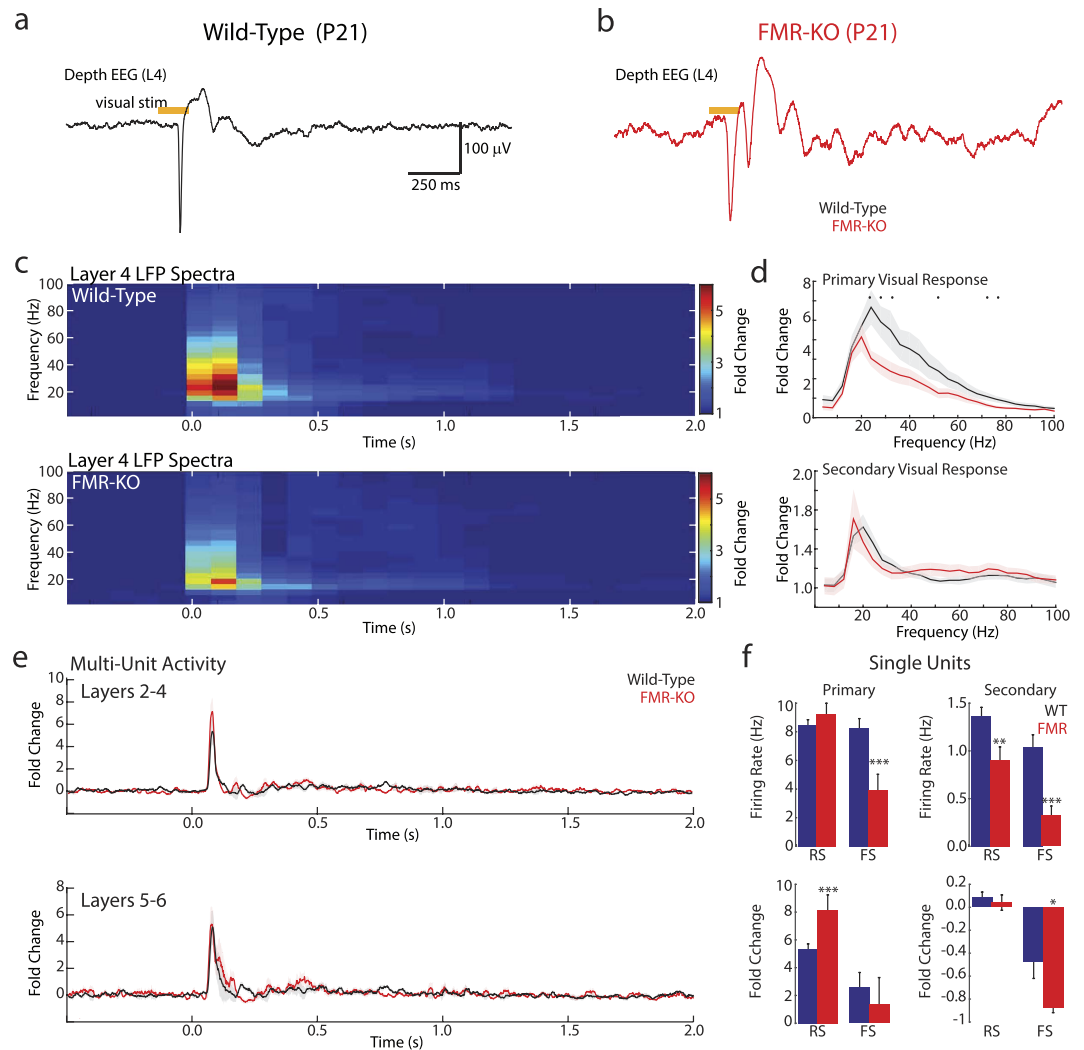 a
Wild-Type (P21)
Depth EEG (L4)
visual stim
100 μV
250 ms
b
FMR-KO (P21)
Depth EEG (L4)
Wild-Type
FMR-KO
c
Layer 4 LFP Spectra
Wild-Type
Frequency (Hz)
100
80
60
40
20
0.0
0.5
1.0
1.5
2.0
Time (s)
5
3
1
Fold Change
Layer 4 LFP Spectra
FMR-KO
Frequency (Hz)
100
80
60
40
20
0.0
0.5
1.0
1.5
2.0
Time (s)
5
3
1
Fold Change
d
Primary Visual Response
Fold Change
8
6
4
2
0
20
40
60
80
100
Frequency (Hz)
Secondary Visual Response
Fold Change
2.0
1.8
1.4
1.0
20
40
60
80
100
Frequency (Hz)
e
Multi-Unit Activity
Layers 2-4
Wild-Type
FMR-KO
Fold Change
10
8
6
4
2
0
0.0
0.5
1.0
1.5
2.0
Time (s)
Layers 5-6
Fold Change
8
6
4
2
0
0.0
0.5
1.0
1.5
2.0
Time (s)
f
Single Units
Primary
Firing Rate (Hz)
10
8
6
4
2
0
***
RS
FS
Secondary
WT
FMR
Firing Rate (Hz)
1.5
1.0
0.5
0.0
**
***
RS
FS
Fold Cchange
10
8
6
4
2
0
***
RS
FS
Fold Cchange
0.2
0.0
-0.2
-0.4
-0.6
-0.8
-1
*
RS
FS